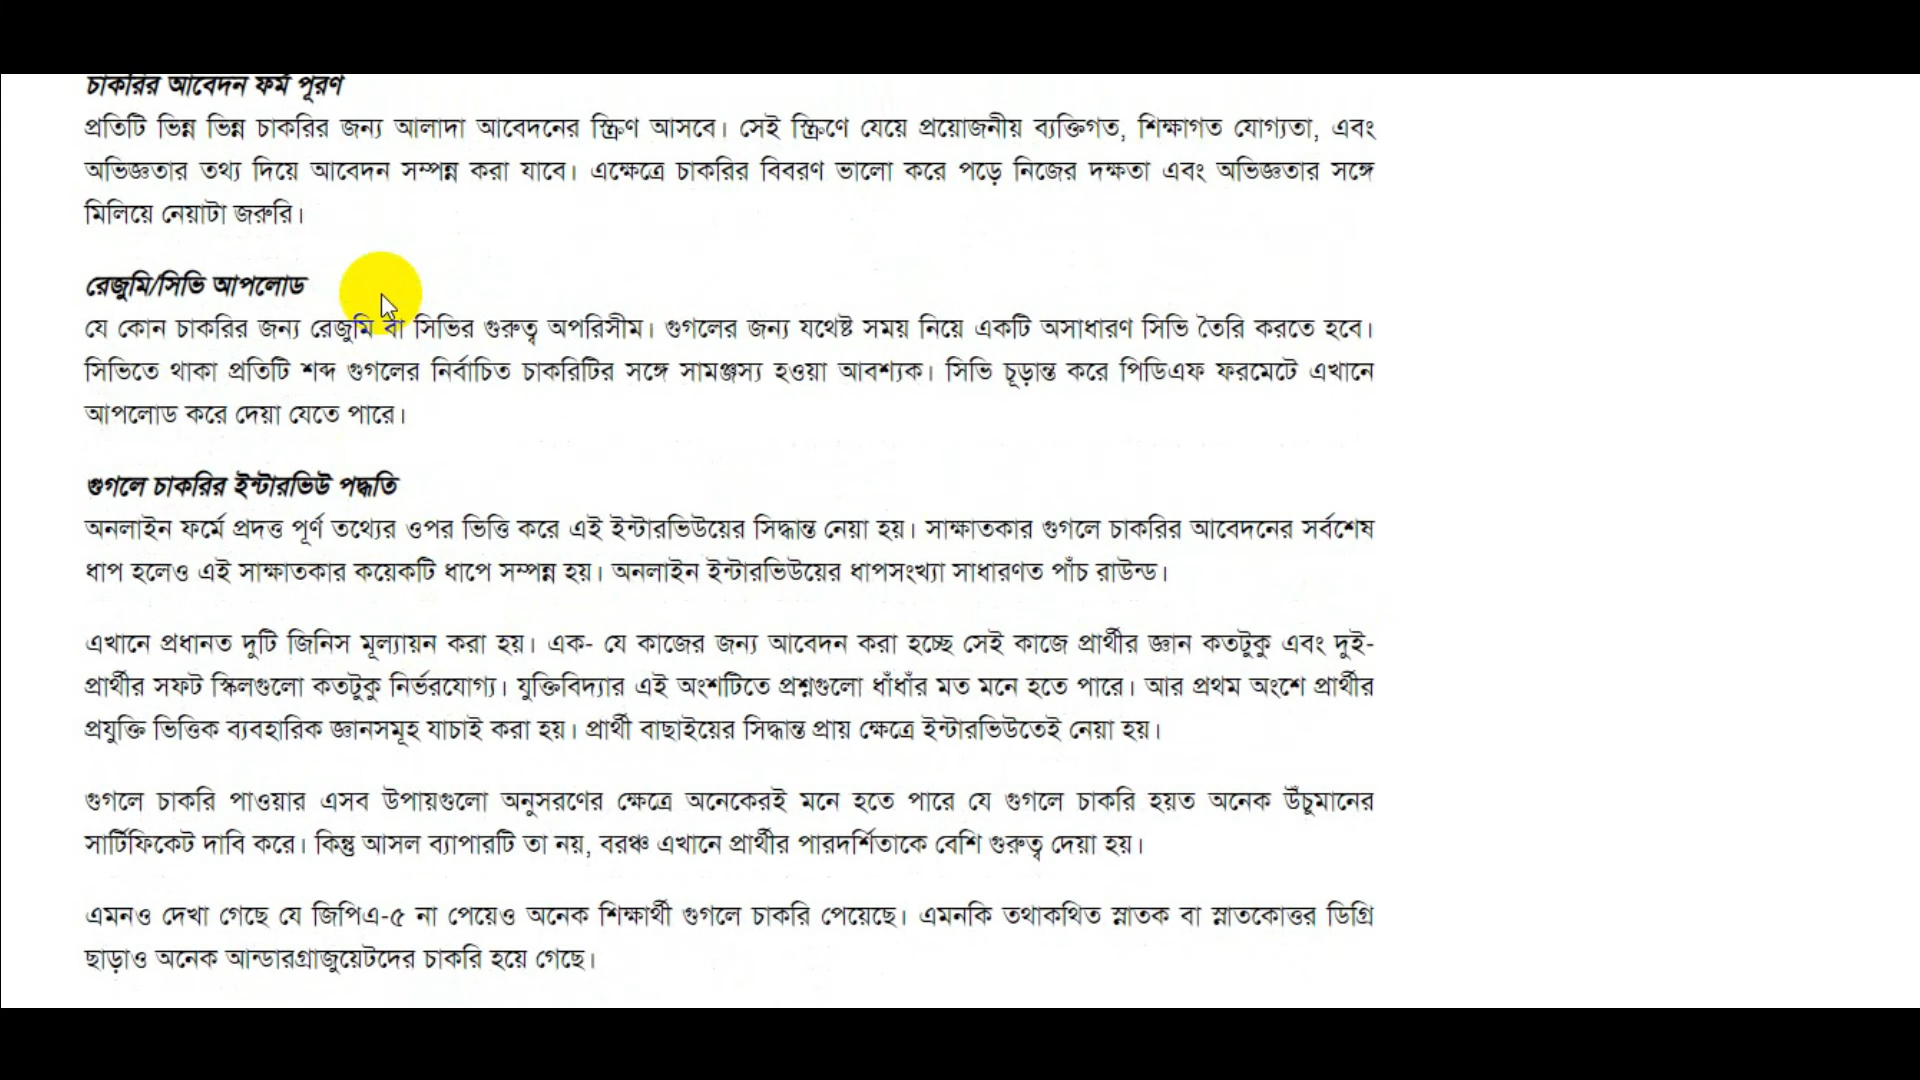 চাকরির আবেদন ফর্ম পূরণ
প্রতিটি ভিন্ন ভিন্ন চাকরির জন্য আলাদা আবেদনের স্ক্রিণ আসবে। সেই স্ক্রিণে যেয়ে প্রয়োজনীয় ব্যক্তিগত, শিক্ষাগত যোগ্যতা, এবং
অভিজ্ঞতার তথ্য দিয়ে আবেদন সম্পন্ন করা যাবে। এক্ষেত্রে চাকরির বিবরণ ভালো করে পড়ে নিজের দক্ষতা এবং অভিজ্ঞতার সঙ্গে
মিলিয়ে নেয়াটা জরুরি।
রেজুমি/সিভি আপলোড
যে কোন চাকরির জন্য রেজুমি বা সিভির গুরুত্ব অপরিসীম। গুগলের জন্য যথেষ্ট সময় নিয়ে একটি অসাধারণ সিভি তৈরি করতে হবে।
সিভিতে থাকা প্রতিটি শব্দ গুগলের নির্বাচিত চাকরিটির সঙ্গে সামঞ্জস্য হওয়া আবশ্যক। সিভি চূড়ান্ত করে পিডিএফ ফরমেটে এখানে
আপলোড করে দেয়া যেতে পারে।
গুগলে চাকরির ইন্টারভিউ পদ্ধতি
অনলাইন ফর্মে প্রদত্ত পূর্ণ তথ্যের ওপর ভিত্তি করে এই ইন্টারভিউয়ের সিদ্ধান্ত নেয়া হয়। সাক্ষাতকার গুগলে চাকরির আবেদনের সর্বশেষ
ধাপ হলেও এই সাক্ষাতকার কয়েকটি ধাপে সম্পন্ন হয়। অনলাইন ইন্টারভিউয়ের ধাপসংখ্যা সাধারণত পাঁচ রাউন্ড।
এখানে প্রধানত দুটি জিনিস মূল্যায়ন করা হয়। এক- যে কাজের জন্য আবেদন করা হচ্ছে সেই কাজে প্রার্থীর জ্ঞান কতটুকু এবং দুই-
প্রার্থীর সফট স্কিলগুলো কতটুকু নির্ভরযোগ্য। যুক্তিবিদ্যার এই অংশটিতে প্রশ্নগুলো ধাঁধাঁর মত মনে হতে পারে। আর প্রথম অংশে প্রার্থীর
প্রযুক্তি ভিত্তিক ব্যবহারিক জ্ঞানসমূহ যাচাই করা হয়। প্রার্থী বাছাইয়ের সিদ্ধান্ত প্রায় ক্ষেত্রে ইন্টারভিউতেই নেয়া হয়।
গুগলে চাকরি পাওয়ার এসব উপায়গুলো অনুসরণের ক্ষেত্রে অনেকেরই মনে হতে পারে যে গুগলে চাকরি হয়ত অনেক উঁচুমানের
সার্টিফিকেট দাবি করে। কিন্তু আসল ব্যাপারটি তা নয়, বরঞ্চ এখানে প্রার্থীর পারদর্শিতাকে বেশি গুরুত্ব দেয়া হয়।
এমনও দেখা গেছে যে জিপিএ-৫ না পেয়েও অনেক শিক্ষার্থী গুগলে চাকরি পেয়েছে। এমনকি তথাকথিত স্নাতক বা স্নাতকোত্তর ডিগ্রি
ছাড়াও অনেক আন্ডারগ্রাজুয়েটদের চাকরি হয়ে গেছে।